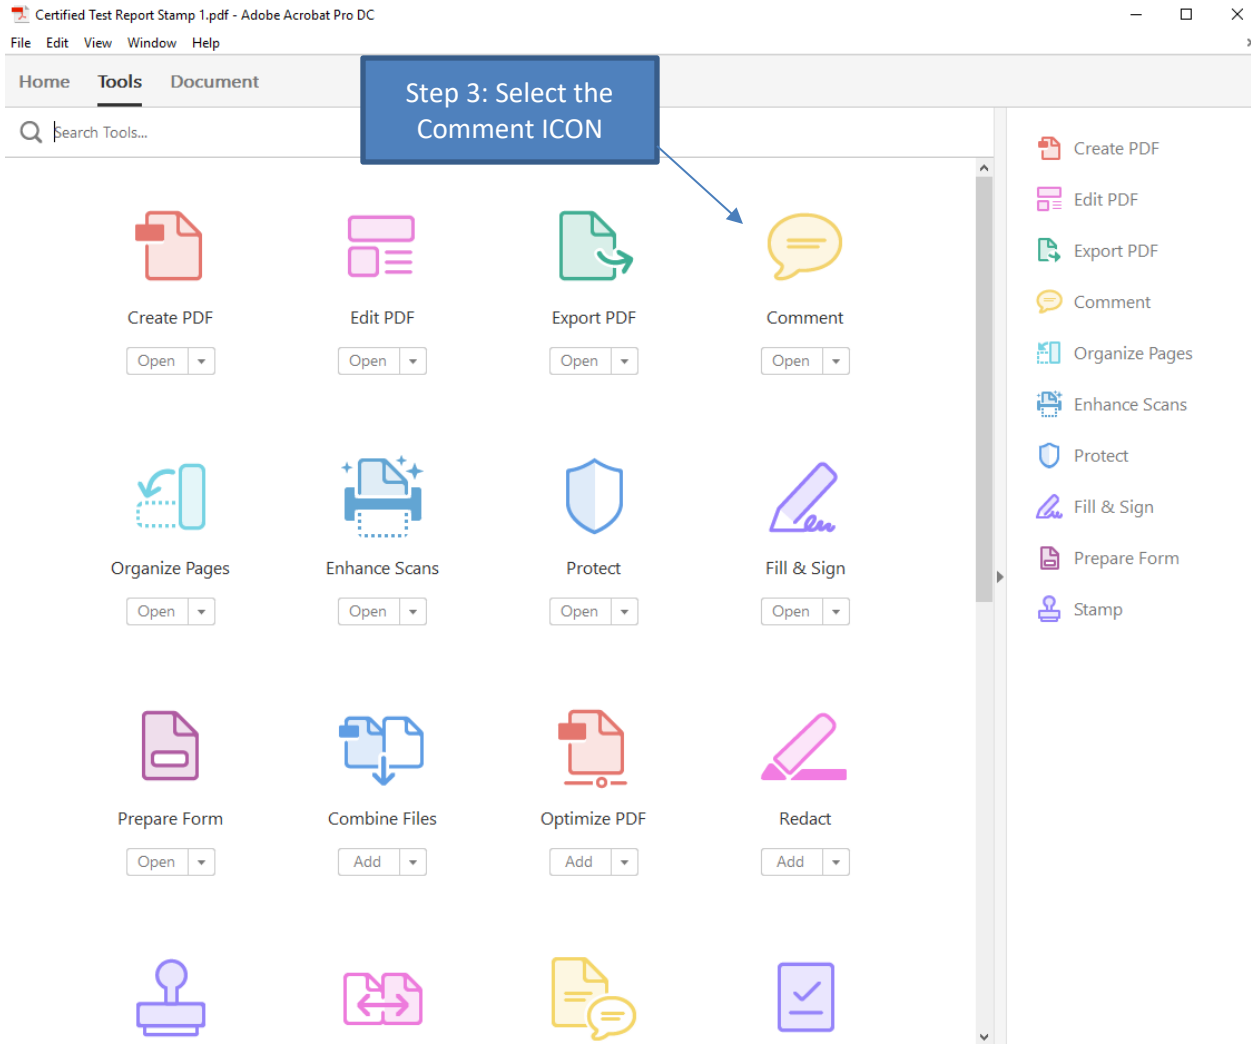 Certified Test Report Stamp 1.pdf - Adobe Acrobat Pro DC
File Edit View Window Help
Home Tools Document
Step 3: Select the
Comment ICON
Search Tools...
Create PDF
Edit PDF
Export PDF
Comment
Open
Open
Open
Open
Organize Pages
Enhance Scans
Protect
Fill & Sign
Open
Open
Open
Open
Prepare Form
Combine Files
Optimize PDF
Redact
Open
Add
Add
Add
Create PDF
Edit PDF
Export PDF
Comment
Organize Pages
Enhance Scans
Protect
Fill & Sign
Prepare Form
Stamp